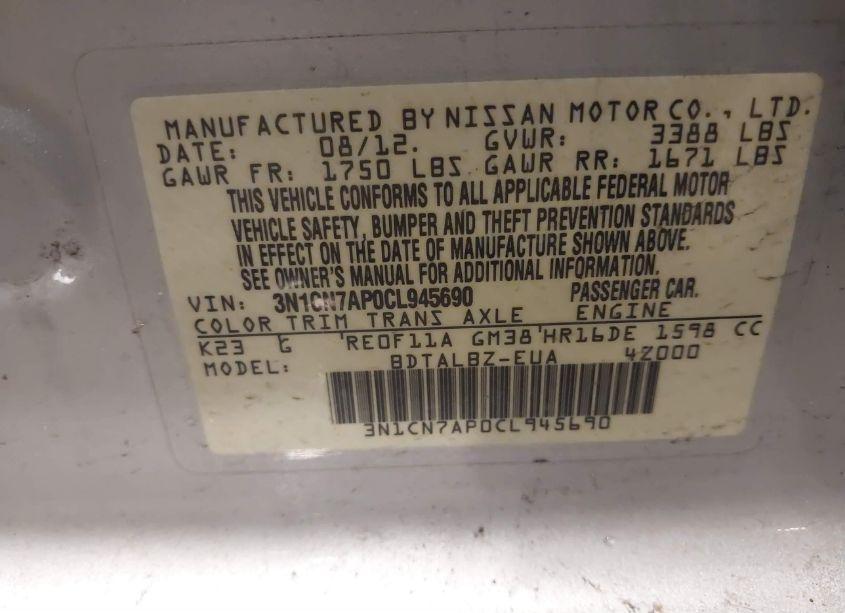 MANUFACTURED BY NISSAN MOTOR CO., LTD.
DATE: 08/12. GVWR: 3388 LBS
GAWR FR: 1750 LBS GAWR RR: 1671 LBS
THIS VEHICLE CONFORMS TO ALL APPLICABLE FEDERAL MOTOR
VEHICLE SAFETY, BUMPER AND THEFT PREVENTION STANDARDS
IN EFFECT ON THE DATE OF MANUFACTURE SHOWN ABOVE.
SEE OWNER'S MANUAL FOR ADDITIONAL INFORMATION.
VIN: 3N1CN7AP0CL945690 PASSENGER CAR.
COLOR TRIM TRANS AXLE ENGINE
K23 G RE0F11A GM38 HR16DE 1598 CC
MODEL: BDTALBZ-EUA 4Z000
3N1CN7AP0CL945690